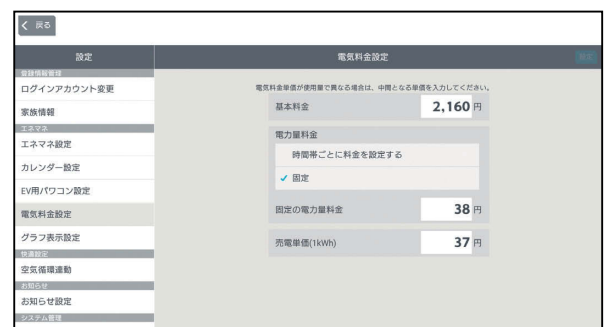 戻る
設定
電気料金設定
登録情報管理
ログインアカウント変更
家族情報
エネマネ
エネマネ設定
カレンダー設定
EV用パワコン設定
電気料金設定
グラフ表示設定
快適設定
空気循環連動
お知らせ
お知らせ設定
システム管理
電気料金単価が使用量で異なる場合は、中間となる単価を入力してください。
基本料金 2,160 円
電力量料金
時間帯ごとに料金を設定する
固定
固定の電力量料金 38 円
売電単価(1kWh) 37 円